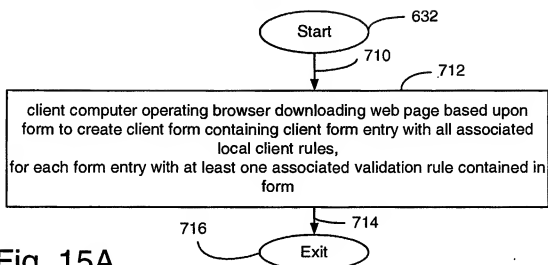 632
Start
710
712
client computer operating browser downloading web page based upon
form to create client form containing client form entry with all associated
local client rules,
for each form entry with at least one associated validation rule contained in
form
714
716
Exit
Fig. 15A